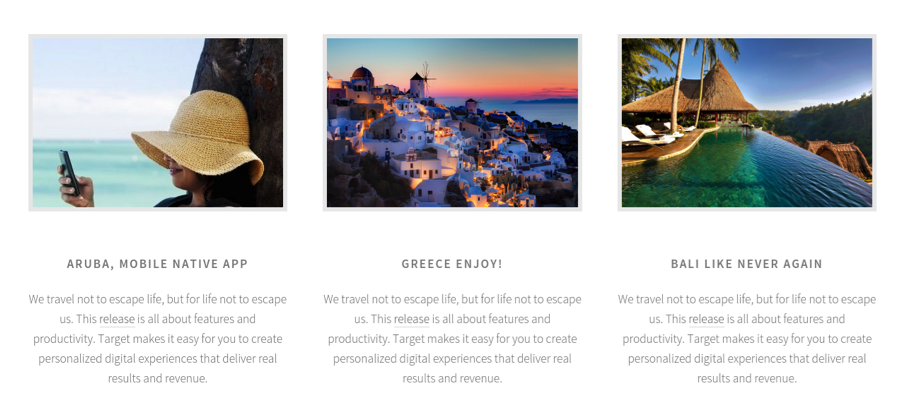 ARUBA, MOBILE NATIVE APP
We travel not to escape life, but for life not to escape
us. This release is all about features and
productivity. Target makes it easy for you to create
personalized digital experiences that deliver real
results and revenue.
GREECE ENJOY!
We travel not to escape life, but for life not to escape
us. This release is all about features and
productivity. Target makes it easy for you to create
personalized digital experiences that deliver real
results and revenue.
BALI LIKE NEVER AGAIN
We travel not to escape life, but for life not to escape
us. This release is all about features and
productivity. Target makes it easy for you to create
personalized digital experiences that deliver real
results and revenue.